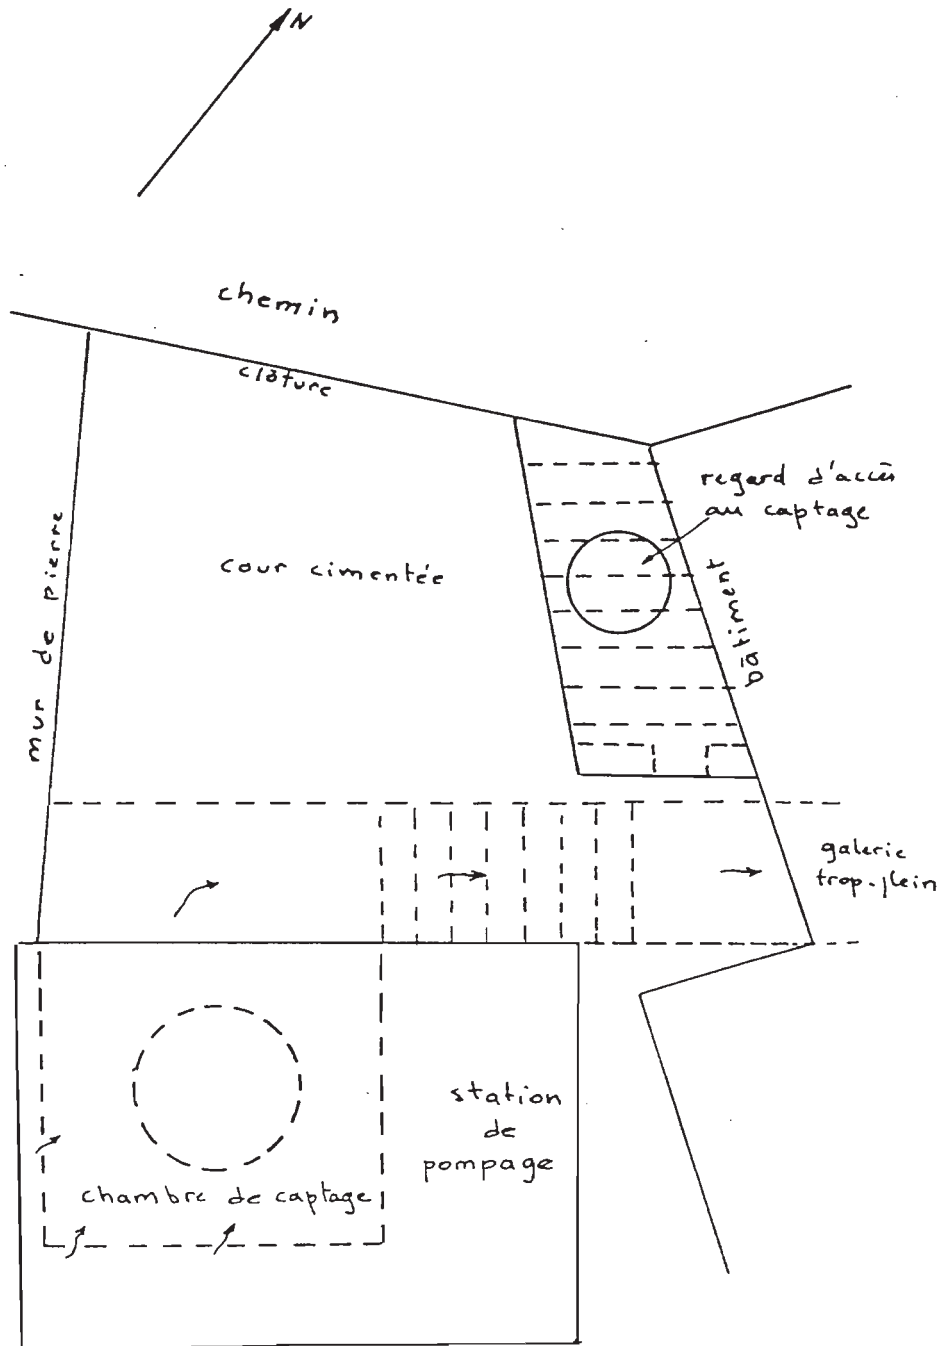 N
chemin
clôture
regard d'accès
au captage
cour cimentée
bâtiment
mur de pierre
galerie
trop-plein
station
de
pompage
chambre de captage